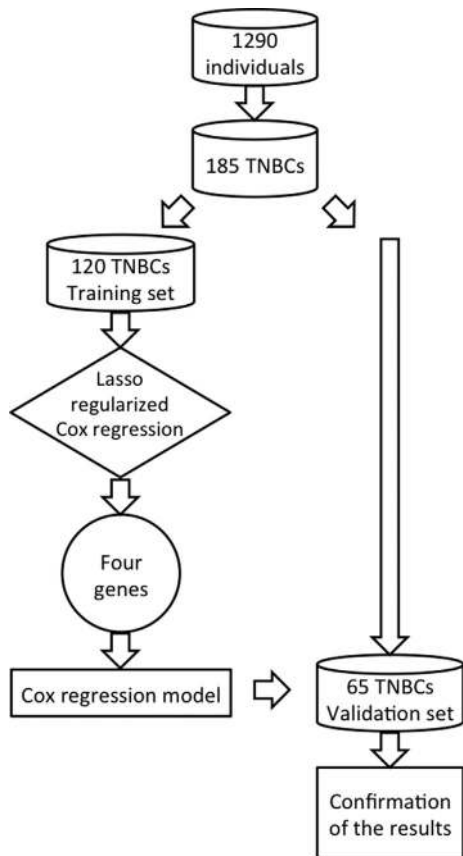 1290
individuals
185 TNBCs
120 TNBCs
Training set
Lasso
regularized
Cox regression
Four
genes
Cox regression model
65 TNBCs
Validation set
Confirmation
of the results